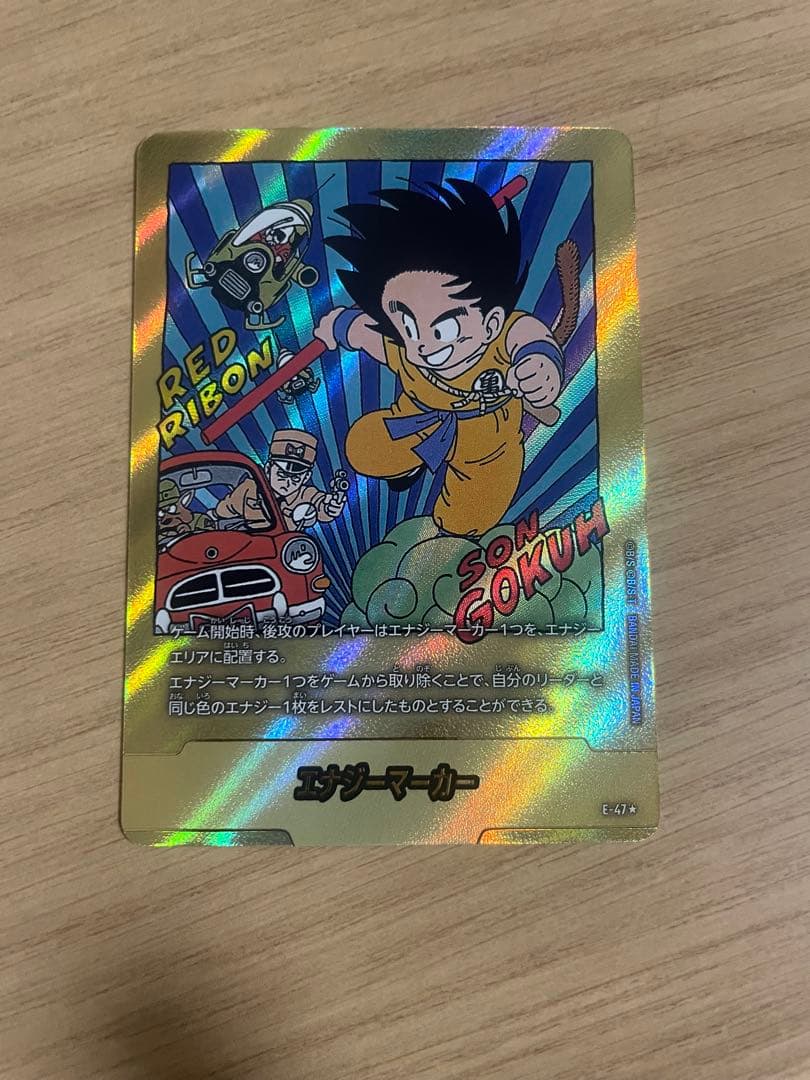 RED
RIBON
亀
SON
GOKUH
ゲーム開始時、後攻のプレイヤーはエナジーマーカー1つを、エナジー
エリアに配置する。
エナジーマーカー1つをゲームから取り除くことで、自分のリーダーと
同じ色のエナジー1枚をレストにしたものとすることができる。
©B/S ©B/S,T BANDAI MADE IN JAPAN
エナジーマーカー
E-47★